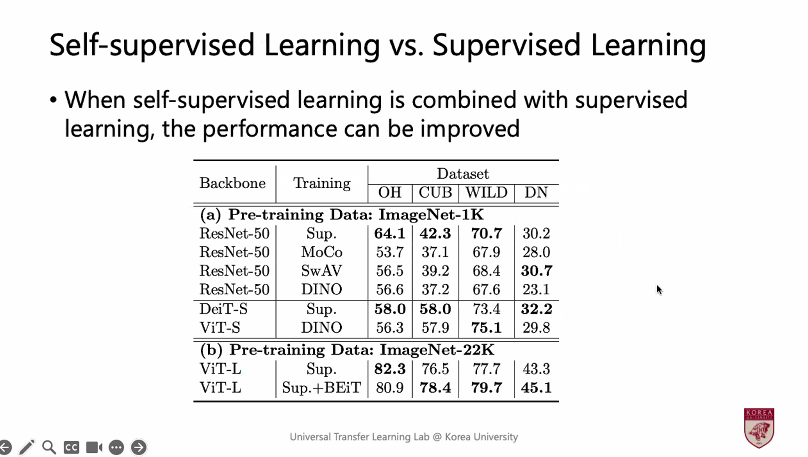 Self-supervised Learning vs. Supervised Learning
• When self-supervised learning is combined with supervised
learning, the performance can be improved
Backbone Training Dataset
OH CUB WILD DN
(a) Pre-training Data: ImageNet-1K
ResNet-50 Sup. 64.1 42.3 70.7 30.2
ResNet-50 MoCo 53.7 37.1 67.9 28.0
ResNet-50 SwAV 56.5 39.2 68.4 30.7
ResNet-50 DINO 56.6 37.2 67.6 23.1
DeiT-S Sup. 58.0 58.0 73.4 32.2
ViT-S DINO 56.3 57.9 75.1 29.8
(b) Pre-training Data: ImageNet-22K
ViT-L Sup. 82.3 76.5 77.7 43.3
ViT-L Sup.+BEiT 80.9 78.4 79.7 45.1
Universal Transfer Learning Lab @ Korea University
KOREA
CC